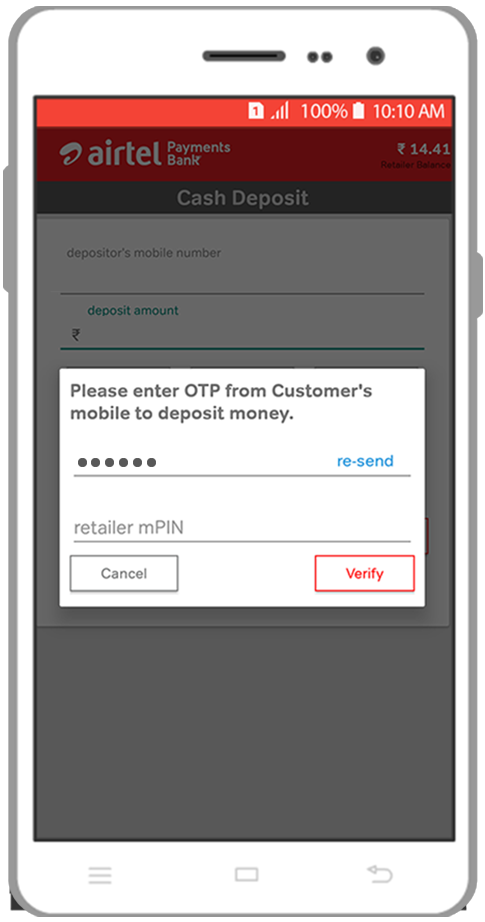 1 100% 10:10 AM
airtel Payments Bank
₹ 14.41
Retailer Balance
Cash Deposit
depositor's mobile number
deposit amount
₹
Please enter OTP from Customer's
mobile to deposit money.
●●●●●● re-send
retailer mPIN
Cancel Verify